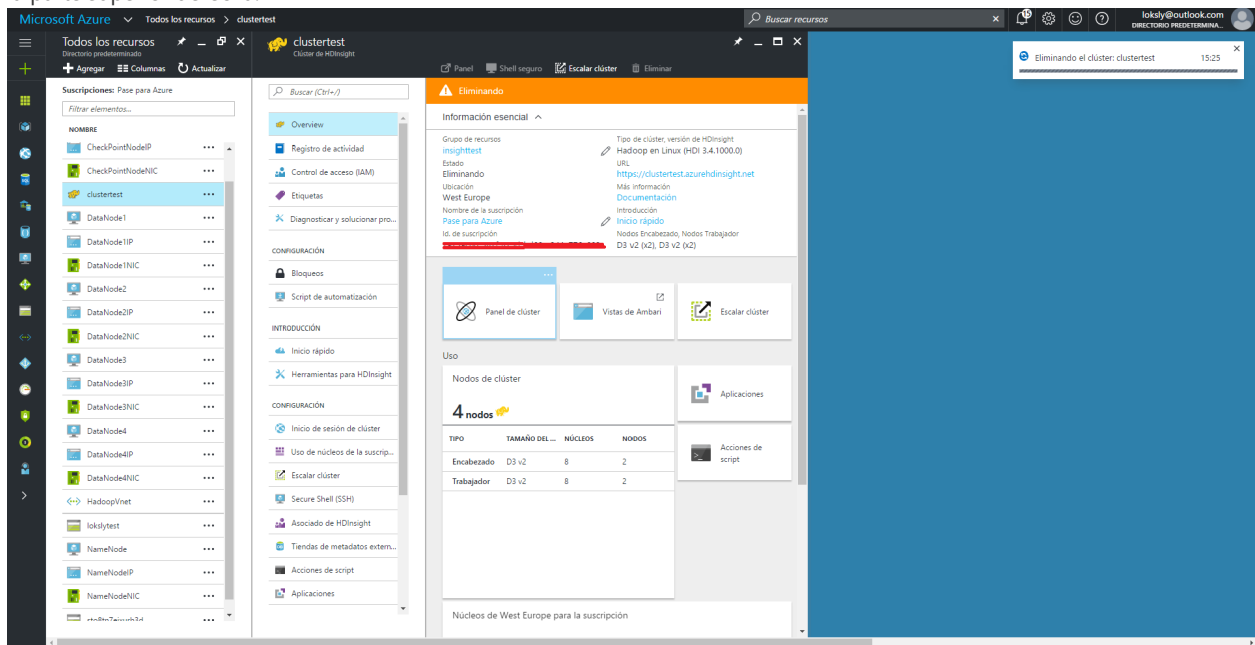 Microsoft Azure Todos los recursos > clustertest
Buscar recursos
loksly@outlook.com
DIRECTORIO PREDETERMINA...
Todos los recursos
Directorio predeterminado
Agregar Columnas Actualizar
Suscripciones: Pase para Azure
Filtrar elementos...
NOMBRE
CheckPointNodeIP
CheckPointNodeNIC
clustertest
DataNode1
DataNode1IP
DataNode1NIC
DataNode2
DataNode2IP
DataNode2NIC
DataNode3
DataNode3IP
DataNode3NIC
DataNode4
DataNode4IP
DataNode4NIC
HadoopVnet
lokslytest
NameNode
NameNodeIP
NameNodeNIC
clustertest
Clúster de HDInsight
Buscar (Ctrl+/)
Overview
Registro de actividad
Control de acceso (IAM)
Etiquetas
Diagnosticar y solucionar pro...
CONFIGURACIÓN
Bloqueos
Script de automatización
INTRODUCCIÓN
Inicio rápido
Herramientas para HDInsight
CONFIGURACIÓN
Inicio de sesión de clúster
Uso de núcleos de la suscrip...
Escalar clúster
Secure Shell (SSH)
Asociado de HDInsight
Tiendas de metadatos extern...
Acciones de script
Aplicaciones
Panel Shell seguro Escalar clúster Eliminar
Eliminando
Información esencial
Grupo de recursos
insighttest
Estado
Eliminando
Ubicación
West Europe
Nombre de la suscripción
Pase para Azure
Id. de suscripción
Tipo de clúster, versión de HDInsight
Hadoop en Linux (HDI 3.4.1000.0)
URL
https://clustertest.azurehdinsight.net
Más información
Documentación
Introducción
Inicio rápido
Nodos Encabezado, Nodos Trabajador
D3 v2 (x2), D3 v2 (x2)
Panel de clúster
Vistas de Ambari
Escalar clúster
Uso
Nodos de clúster
4 nodos
TIPO TAMAÑO DEL ... NÚCLEOS NODOS
Encabezado D3 v2 8 2
Trabajador D3 v2 8 2
Aplicaciones
Acciones de
script
Núcleos de West Europe para la suscripción
Eliminando el clúster: clustertest 15:25